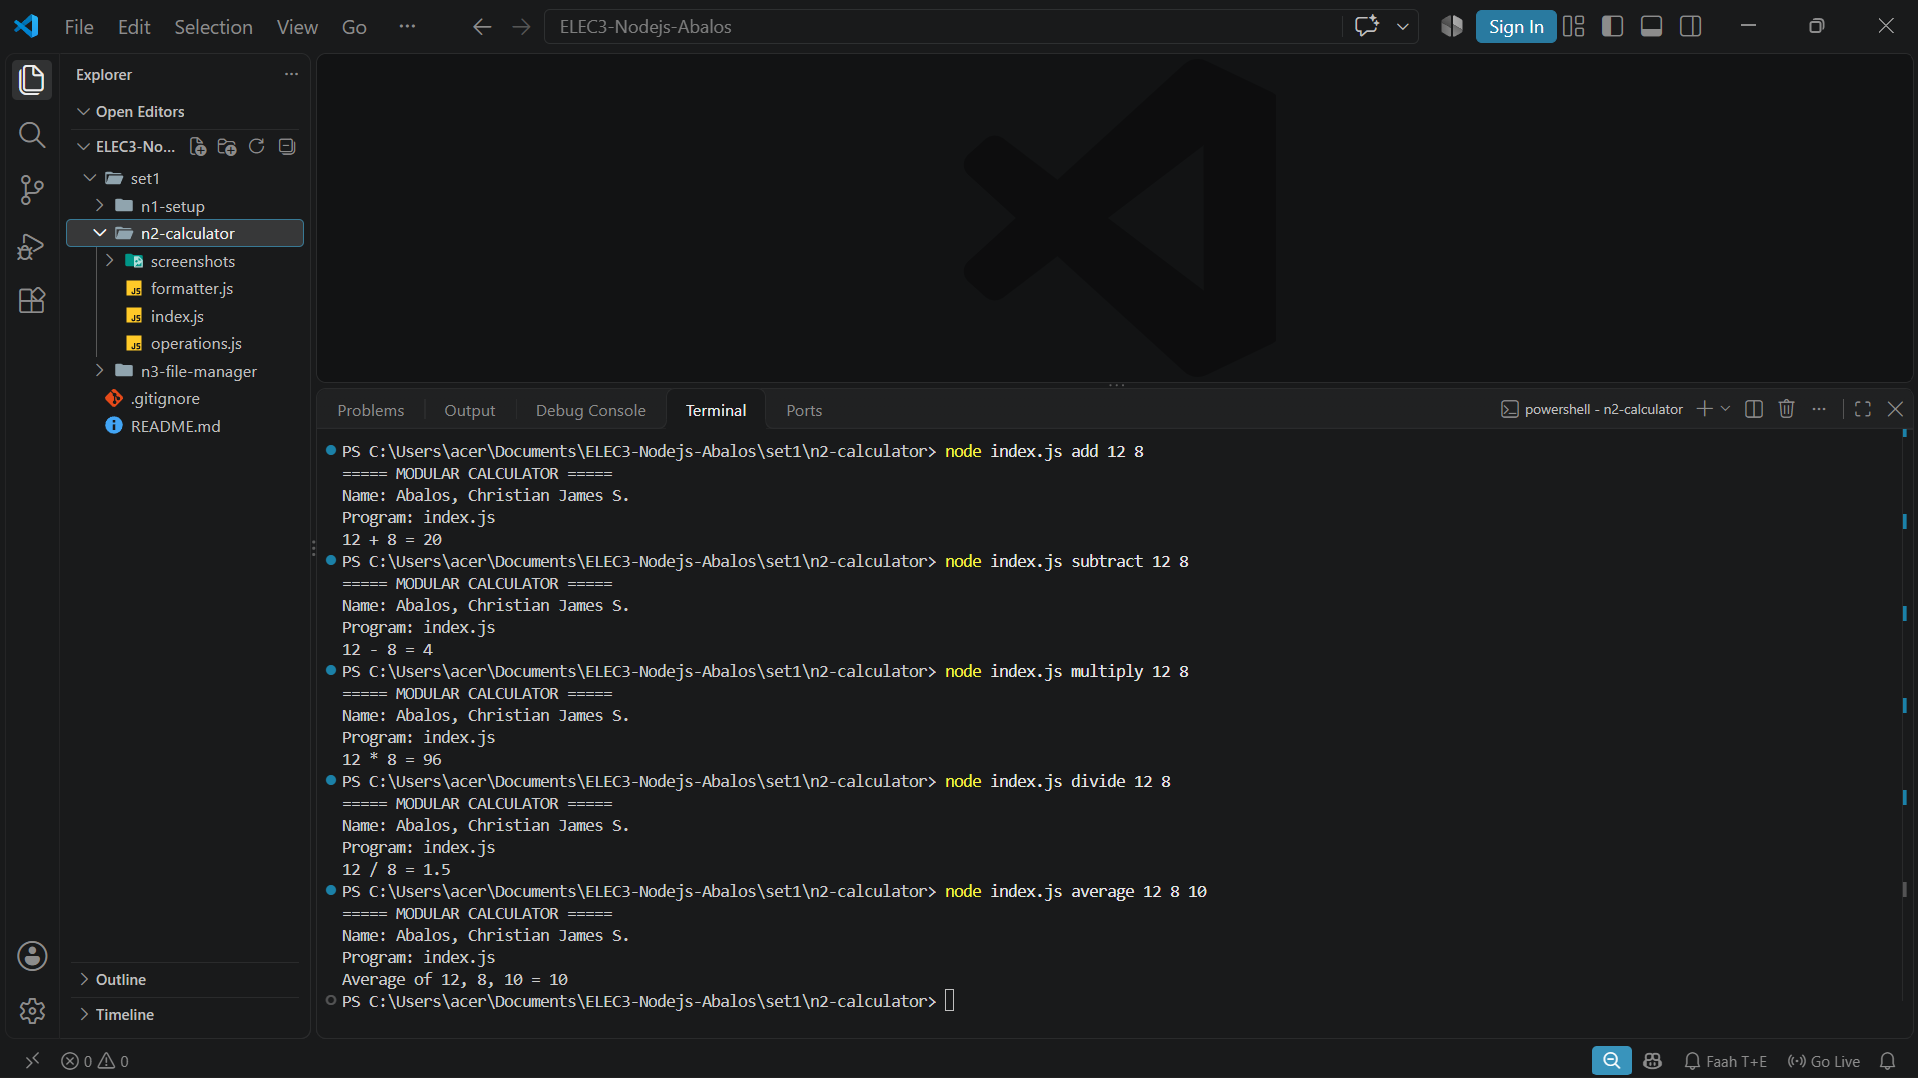 File Edit Selection View Go ELEC3-Nodejs-Abalos Sign In
Explorer
Open Editors
ELEC3-No...
set1
n1-setup
n2-calculator
screenshots
formatter.js
index.js
operations.js
n3-file-manager
.gitignore
README.md
Outline
Timeline
Problems Output Debug Console Terminal Ports powershell - n2-calculator
PS C:\Users\acer\Documents\ELEC3-Nodejs-Abalos\set1\n2-calculator> node index.js add 12 8
===== MODULAR CALCULATOR =====
Name: Abalos, Christian James S.
Program: index.js
12 + 8 = 20
PS C:\Users\acer\Documents\ELEC3-Nodejs-Abalos\set1\n2-calculator> node index.js subtract 12 8
===== MODULAR CALCULATOR =====
Name: Abalos, Christian James S.
Program: index.js
12 - 8 = 4
PS C:\Users\acer\Documents\ELEC3-Nodejs-Abalos\set1\n2-calculator> node index.js multiply 12 8
===== MODULAR CALCULATOR =====
Name: Abalos, Christian James S.
Program: index.js
12 * 8 = 96
PS C:\Users\acer\Documents\ELEC3-Nodejs-Abalos\set1\n2-calculator> node index.js divide 12 8
===== MODULAR CALCULATOR =====
Name: Abalos, Christian James S.
Program: index.js
12 / 8 = 1.5
PS C:\Users\acer\Documents\ELEC3-Nodejs-Abalos\set1\n2-calculator> node index.js average 12 8 10
===== MODULAR CALCULATOR =====
Name: Abalos, Christian James S.
Program: index.js
Average of 12, 8, 10 = 10
PS C:\Users\acer\Documents\ELEC3-Nodejs-Abalos\set1\n2-calculator>
0 0 Faah T+E Go Live